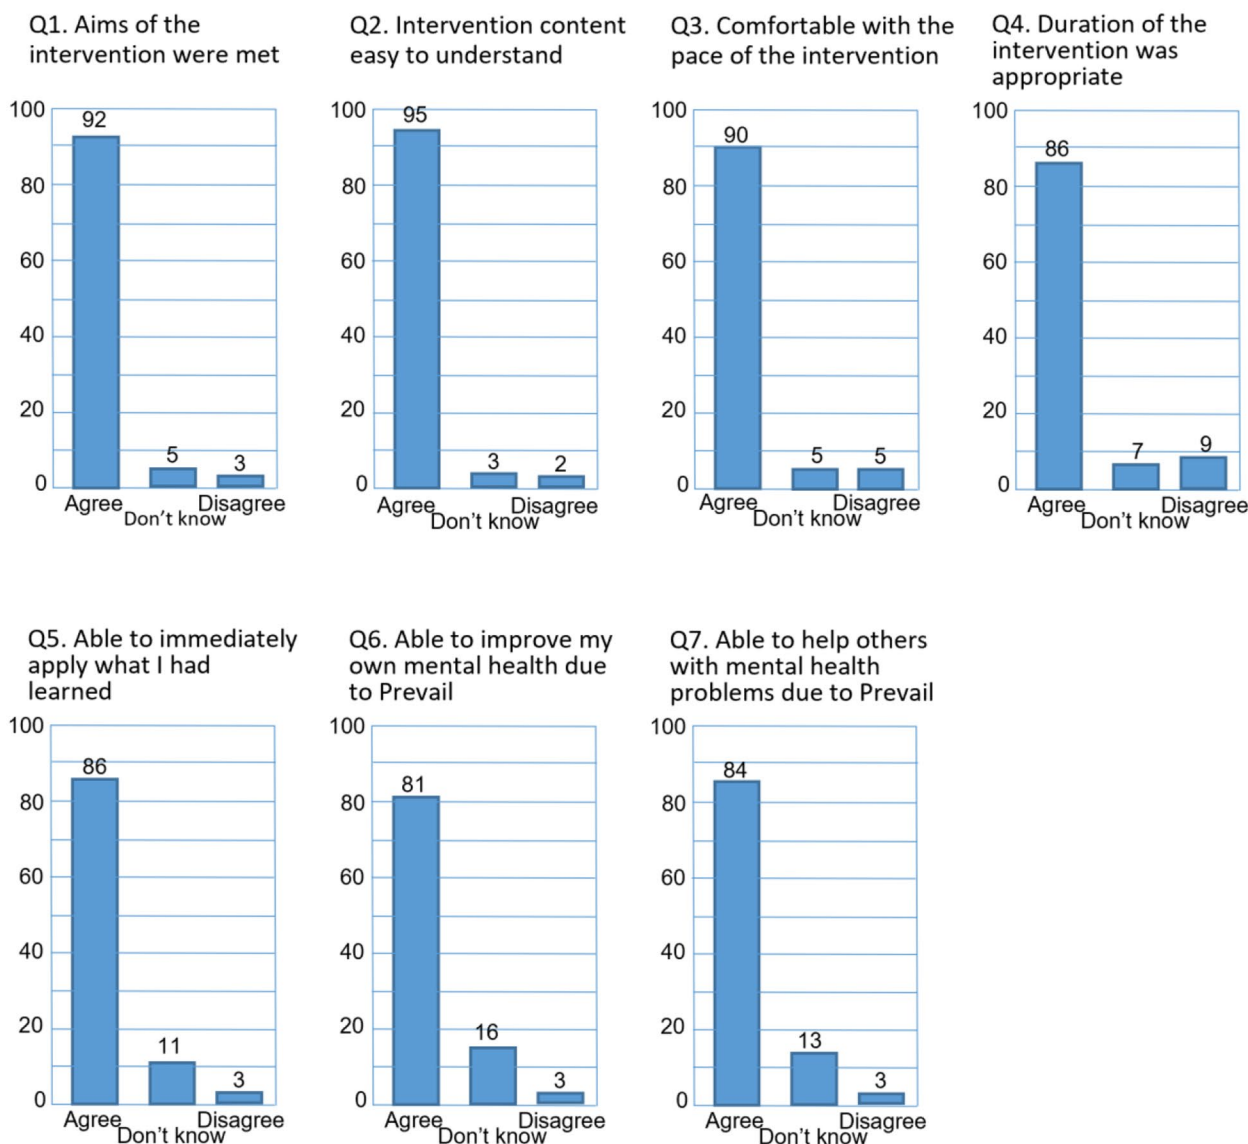 Q1. Aims of the
intervention were met
100
92
80
60
40
20
5
3
0
Agree
Don't know
Disagree
Q2. Intervention content
easy to understand
100
95
80
60
40
20
3
2
0
Agree
Don't know
Disagree
Q3. Comfortable with the
pace of the intervention
100
90
80
60
40
20
5
5
0
Agree
Don't know
Disagree
Q4. Duration of the
intervention was
appropriate
100
86
80
60
40
20
7
9
0
Agree
Don't know
Disagree
Q5. Able to immediately
apply what I had
learned
100
86
80
60
40
20
11
3
0
Agree
Don't know
Disagree
Q6. Able to improve my
own mental health due
to Prevail
100
81
80
60
40
20
16
3
0
Agree
Don't know
Disagree
Q7. Able to help others
with mental health
problems due to Prevail
100
84
80
60
40
20
13
3
0
Agree
Don't know
Disagree